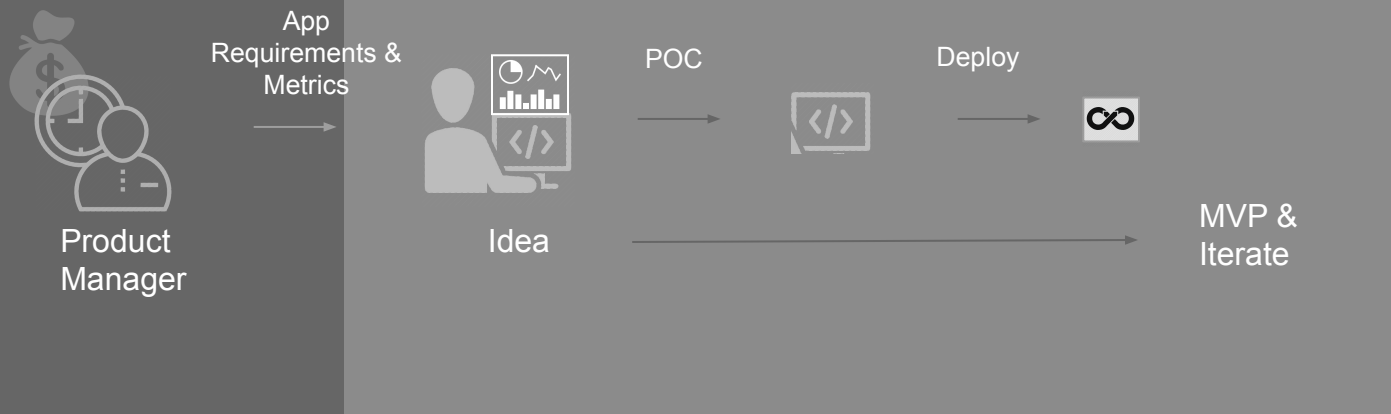 App
Requirements &
Metrics
POC
Deploy
Product
Manager
Idea
MVP &
Iterate